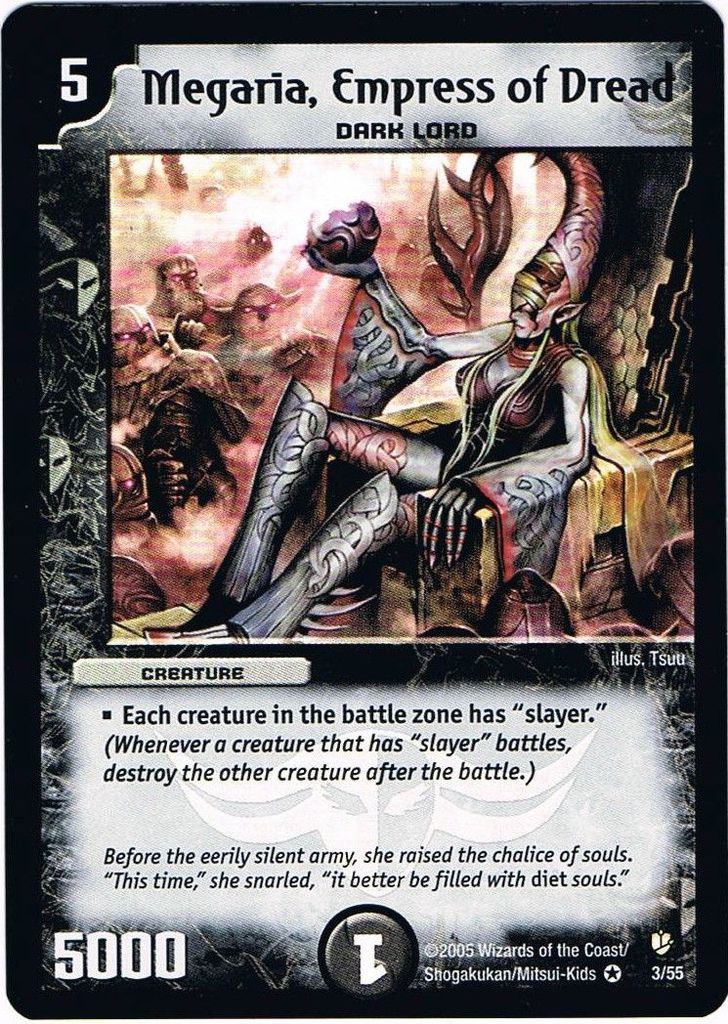 5
Megaria, Empress of Dread
DARK LORD
illus. Tsuu
CREATURE
▪ Each creature in the battle zone has “slayer.”
(Whenever a creature that has “slayer” battles,
destroy the other creature after the battle.)
Before the eerily silent army, she raised the chalice of souls.
“This time,” she snarled, “it better be filled with diet souls.”
5000
1
©2005 Wizards of the Coast/
Shogakukan/Mitsui-Kids ✪
3/55